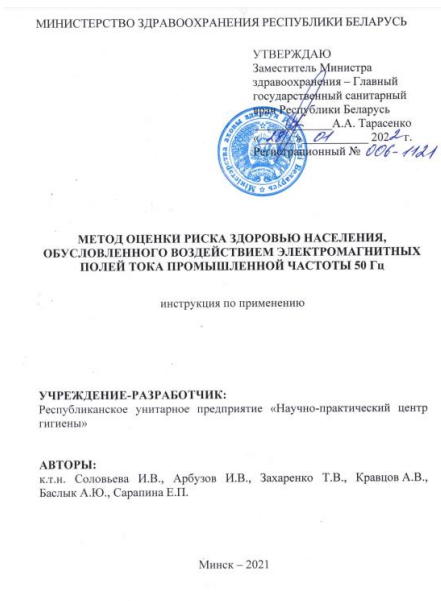 МИНИСТЕРСТВО ЗДРАВООХРАНЕНИЯ РЕСПУБЛИКИ БЕЛАРУСЬ
УТВЕРЖДАЮ
Заместитель Министра
здравоохранения – Главный
государственный санитарный
врач Республики Беларусь
А.А. Тарасенко
01 2022 г.
Регистрационный № 006-1121
МЕТОД ОЦЕНКИ РИСКА ЗДОРОВЬЮ НАСЕЛЕНИЯ,
ОБУСЛОВЛЕННОГО ВОЗДЕЙСТВИЕМ ЭЛЕКТРОМАГНИТНЫХ
ПОЛЕЙ ТОКА ПРОМЫШЛЕННОЙ ЧАСТОТЫ 50 Гц
инструкция по применению
УЧРЕЖДЕНИЕ-РАЗРАБОТЧИК:
Республиканское унитарное предприятие «Научно-практический центр
гигиены»
АВТОРЫ:
к.т.н. Соловьева И.В., Арбузов И.В., Захаренко Т.В., Кравцов А.В.,
Баслык А.Ю., Сарапина Е.П.
Минск – 2021